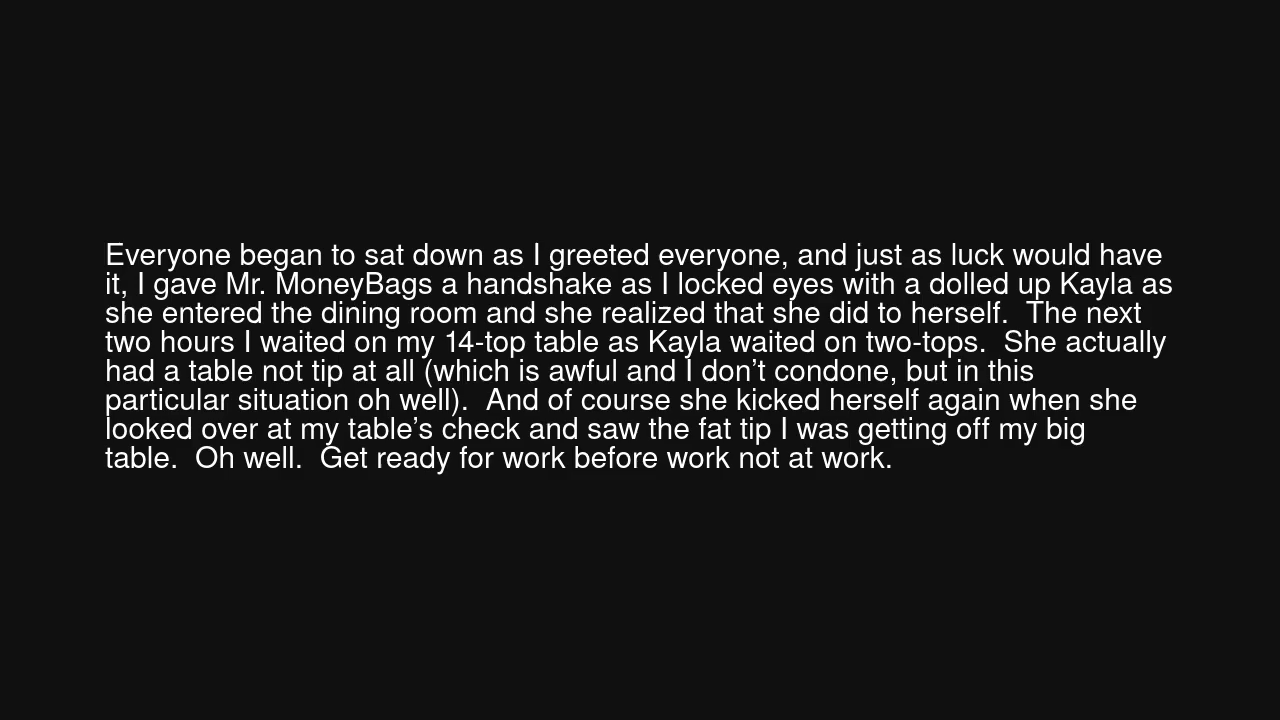 Everyone began to sat down as I greeted everyone, and just as luck would have
it, I gave Mr. MoneyBags a handshake as I locked eyes with a dolled up Kayla as
she entered the dining room and she realized that she did to herself.  The next
two hours I waited on my 14-top table as Kayla waited on two-tops.  She actually
had a table not tip at all (which is awful and I don’t condone, but in this
particular situation oh well).  And of course she kicked herself again when she
looked over at my table’s check and saw the fat tip I was getting off my big
table.  Oh well.  Get ready for work before work not at work.